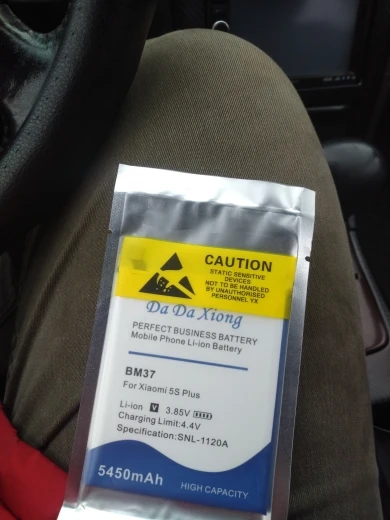 CAUTION
STATIC SENSITIVE
DEVICES
NOT TO BE HANDLED
BY UNAUTHORISED
PERSONNEL YX
Da Da Xiong
PERFECT BUSINESS BATTERY
Mobile Phone Li-ion Battery
BM37
For Xiaomi 5S Plus
Li-ion V 3.85V
Charging Limit:4.4V
Specification:SNL-1120A
5450mAh
HIGH CAPACITY